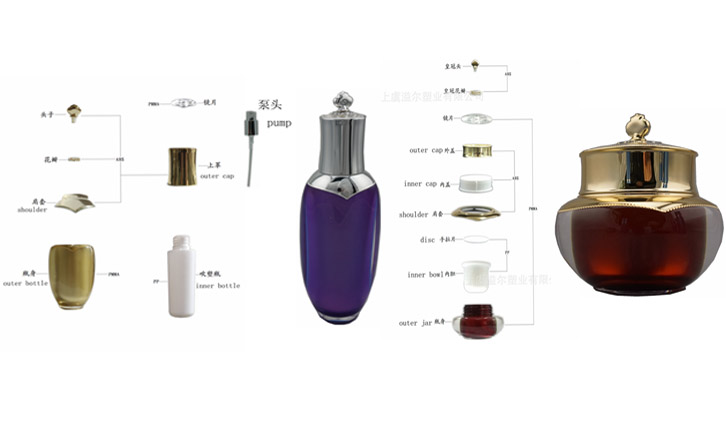 头子
花瓣
ABS
肩套
shoulder
PMMA
镜片
上罩
outer cap
瓶身
outer bottle
PMMA
PP
吹塑瓶
inner bottle
泵头
pump
皇冠头
ABS
皇冠花瓣
镜片
outer cap 外盖
inner cap 内盖
ABS
shoulder 肩套
PMMA
disc 手拉片
PP
inner bowl 内胆
outer jar 瓶身